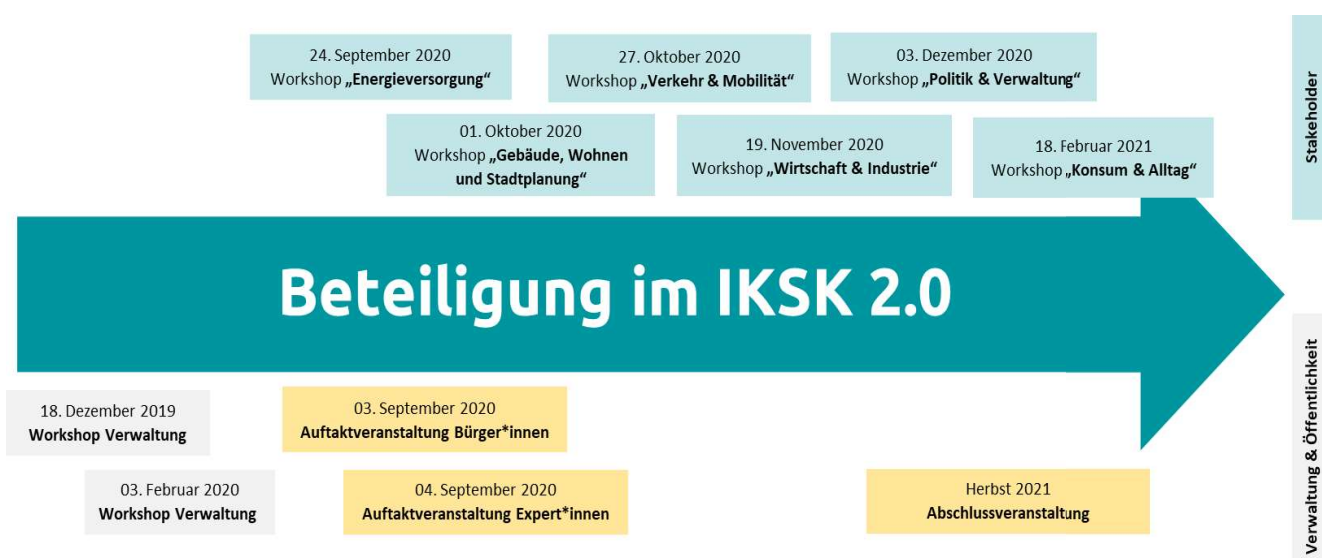 24. September 2020
Workshop „Energieversorgung“
27. Oktober 2020
Workshop „Verkehr & Mobilität“
03. Dezember 2020
Workshop „Politik & Verwaltung“
01. Oktober 2020
Workshop „Gebäude, Wohnen
und Stadtplanung“
19. November 2020
Workshop „Wirtschaft & Industrie“
18. Februar 2021
Workshop „Konsum & Alltag“
Stakeholder
Beteiligung im IKSK 2.0
18. Dezember 2019
Workshop Verwaltung
03. September 2020
Auftaktveranstaltung Bürger*innen
03. Februar 2020
Workshop Verwaltung
04. September 2020
Auftaktveranstaltung Expert*innen
Herbst 2021
Abschlussveranstaltung
Verwaltung & Öffentlichkeit